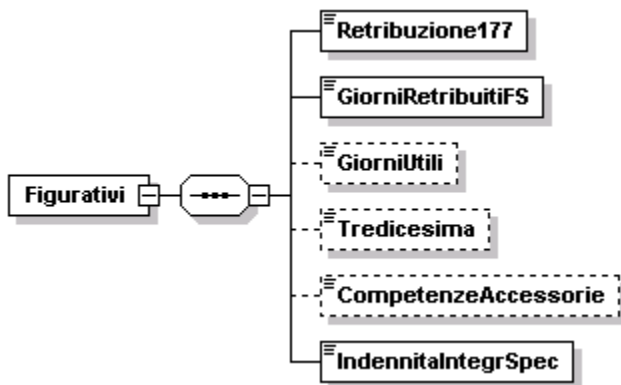 Retribuzione177
GiorniRetribuitiFS
GiorniUtili
Figurativi
Tredicesima
CompetenzeAccessorie
IndennitaIntegrSpec